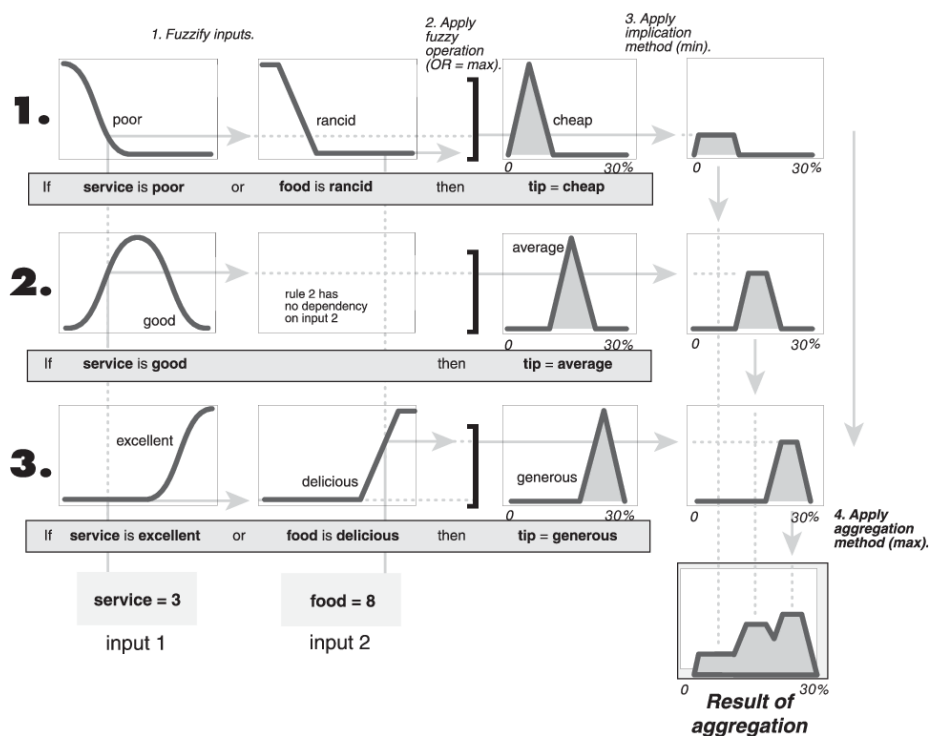 1. Fuzzify inputs.
2. Apply
fuzzy
operation
(OR = max).
3. Apply
implication
method (min).
1.
poor
rancid
cheap
0 30%
0 30%
If service is poor or food is rancid then tip = cheap
2.
good
rule 2 has
no dependency
on input 2
average
0 30%
0 30%
If service is good then tip = average
3.
excellent
delicious
generous
0 30%
0 30%
If service is excellent or food is delicious then tip = generous
4. Apply
aggregation
method (max).
service = 3
input 1
food = 8
input 2
0 30%
Result of
aggregation